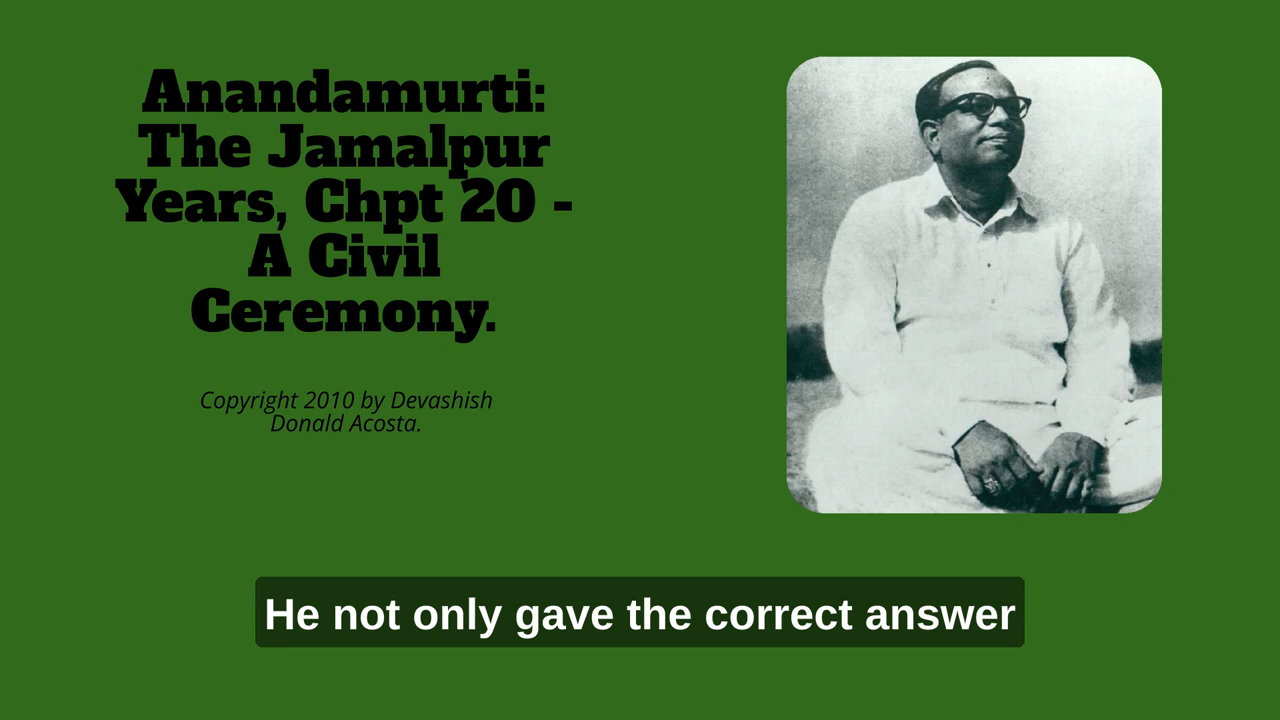 Anandamurti:
The Jamalpur
Years, Chpt 20 -
A Civil
Ceremony.
Copyright 2010 by Devashish
Donald Acosta.
He not only gave the correct answer